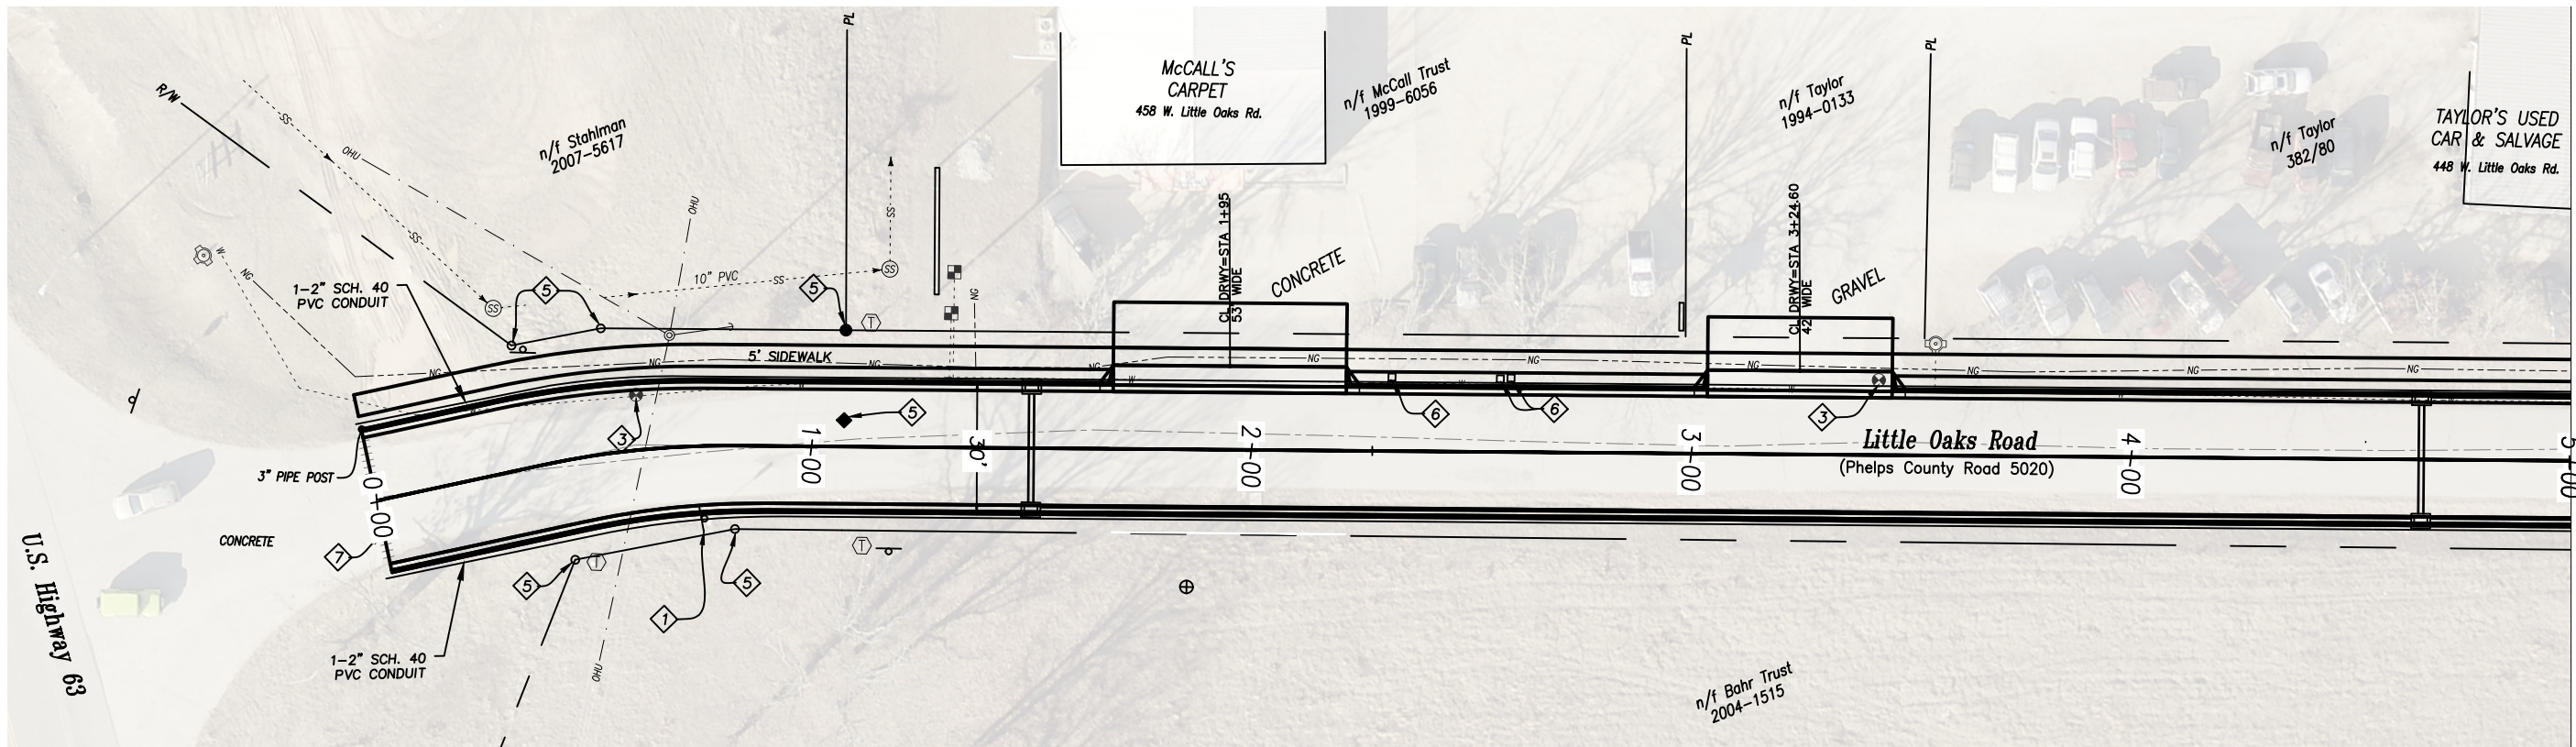 PL
R/W
SS
OHU
n/f Stahlman
2007-5617
McCALL'S
CARPET
458 W. Little Oaks Rd.
n/f McCall Trust
1999-6056
PL
n/f Taylor
1994-0133
PL
n/f Taylor
382/80
TAYLOR'S USED
CAR & SALVAGE
448 W. Little Oaks Rd.
OHU
SS
SS
W
NG
1-2" SCH. 40
PVC CONDUIT
5
SS
10" PVC
SS
SS
5
T
NG
CL DRWY=STA 1+95
53' WIDE
CONCRETE
CL DRWY=STA 3+24.60
42' WIDE
GRAVEL
5' SIDEWALK
NG
NG
NG
NG
NG
NG
NG
NG
NG
NG
W
W
W
W
3
5
6
6
3
3" PIPE POST
0+00
1+00
30'
2+00
3+00
Little Oaks Road
(Phelps County Road 5020)
4+00
5+00
CONCRETE
7
5
T
5
1
T
U.S. Highway 63
1-2" SCH. 40
PVC CONDUIT
OHU
n/f Bahr Trust
2004-1515